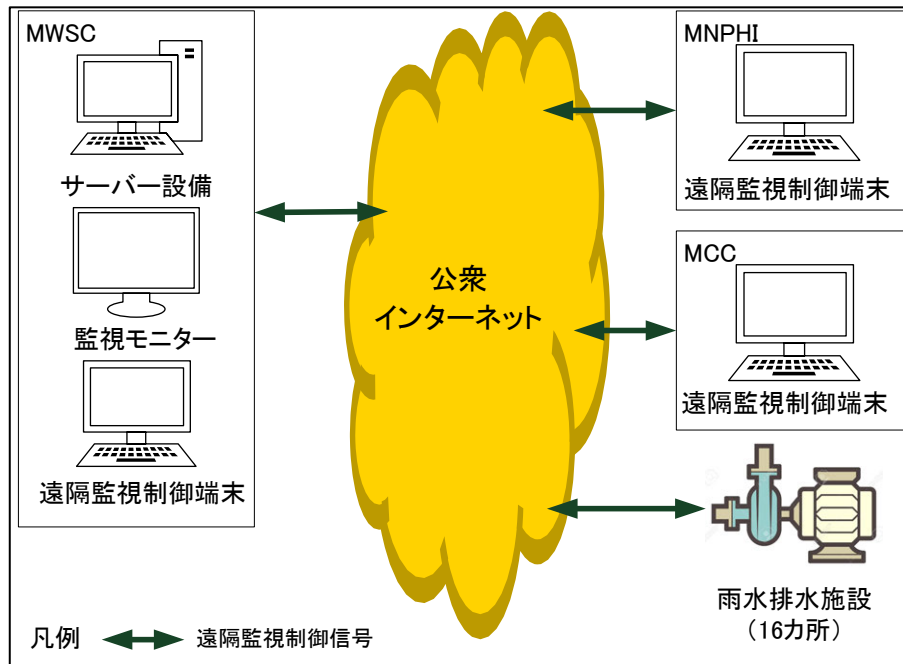 MWSC
サーバー設備
監視モニター
遠隔監視制御端末
公衆
インターネット
MNPHI
遠隔監視制御端末
MCC
遠隔監視制御端末
雨水排水施設
（16カ所）
凡例
遠隔監視制御信号